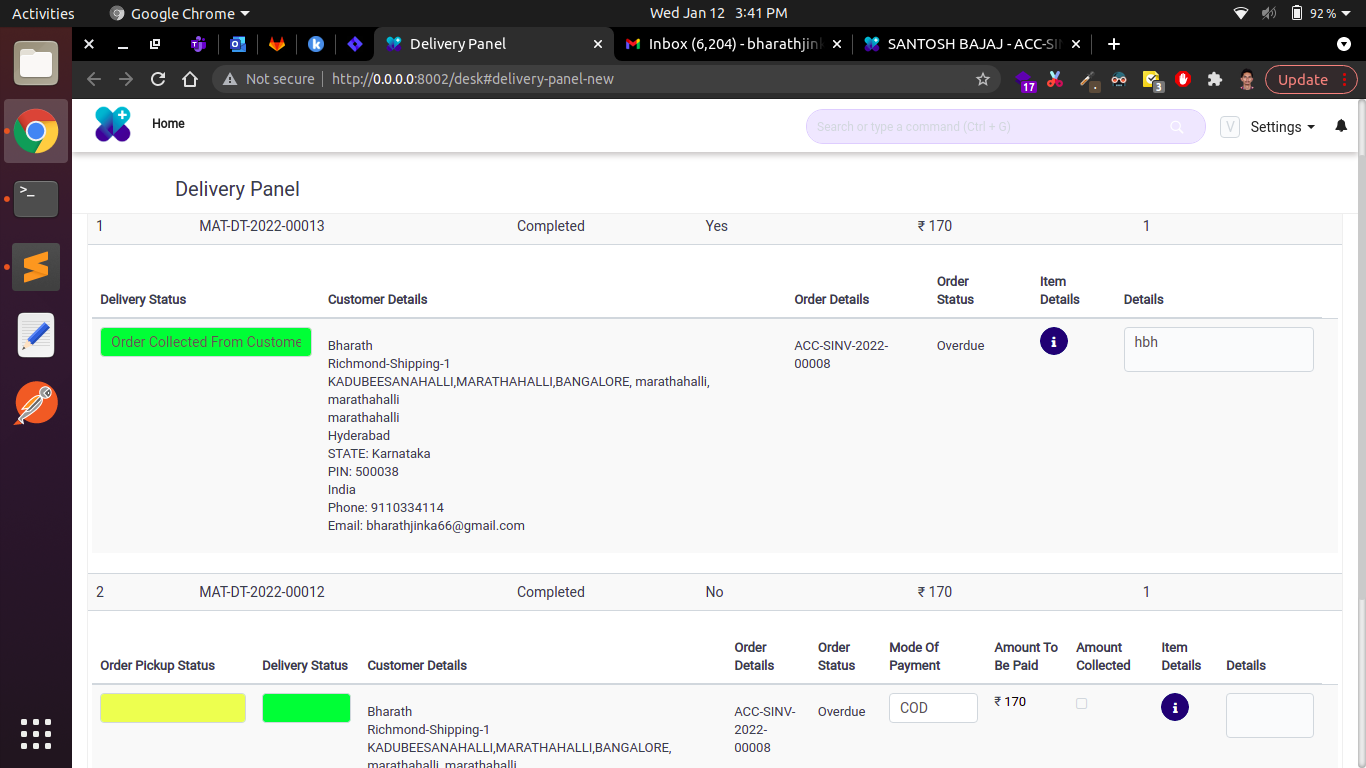 Activities
Google Chrome
Wed Jan 12 3:41 PM
92 %
Delivery Panel
Inbox (6,204) - bharathjink
SANTOSH BAJAJ - ACC-SI
Not secure
http://0.0.0.0:8002/desk#delivery-panel-new
17
3
Update
Home
Search or type a command (Ctrl + G)
V
Settings
Delivery Panel
1 MAT-DT-2022-00013 Completed Yes ₹ 170 1
Delivery Status Customer Details Order Details Order Status Item Details Details
Order Collected From Custome
Bharath
Richmond-Shipping-1
KADUBEESANAHALLI,MARATHAHALLI,BANGALORE, marathahalli,
marathahalli
marathahalli
Hyderabad
STATE: Karnataka
PIN: 500038
India
Phone: 9110334114
Email: bharathjinka66@gmail.com
ACC-SINV-2022-
00008
Overdue
i
hbh
2 MAT-DT-2022-00012 Completed No ₹ 170 1
Order Pickup Status Delivery Status Customer Details Order Details Order Status Mode Of Payment Amount To Be Paid Amount Collected Item Details Details
Bharath
Richmond-Shipping-1
KADUBEESANAHALLI,MARATHAHALLI,BANGALORE,
marathahalli, marathahalli
ACC-SINV-
2022-
00008
Overdue
COD
₹ 170
i